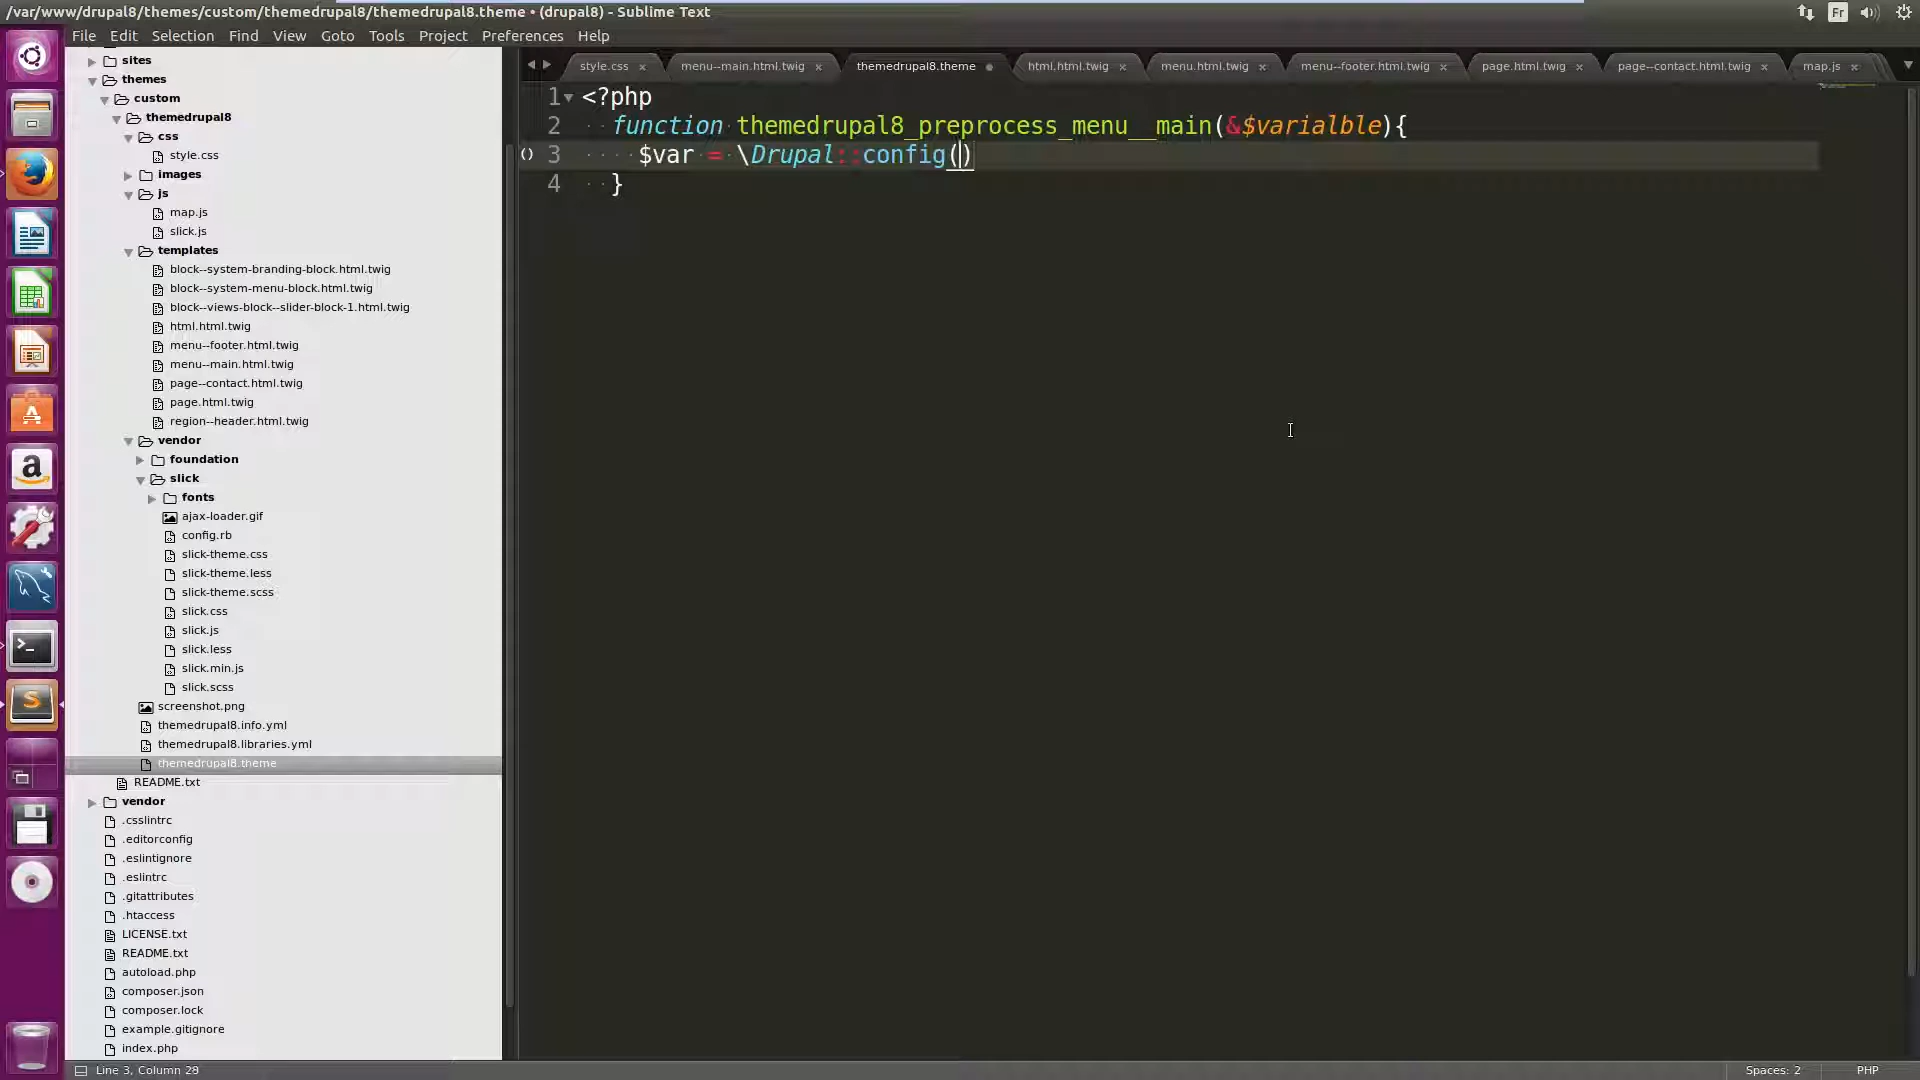 /var/www/drupal8/themes/custom/themedrupal8/themedrupal8.theme • (drupal8) - Sublime Text
Fr
File Edit Selection Find View Goto Tools Project Preferences Help
sites
themes
custom
themedrupal8
css
style.css
images
js
map.js
slick.js
templates
block--system-branding-block.html.twig
block--system-menu-block.html.twig
block--views-block--slider-block-1.html.twig
html.html.twig
menu--footer.html.twig
menu--main.html.twig
page--contact.html.twig
page.html.twig
region--header.html.twig
vendor
foundation
slick
fonts
ajax-loader.gif
config.rb
slick-theme.css
slick-theme.less
slick-theme.scss
slick.css
slick.js
slick.less
slick.min.js
slick.scss
screenshot.png
themedrupal8.info.yml
themedrupal8.libraries.yml
themedrupal8.theme
README.txt
vendor
.csslintrc
.editorconfig
.eslintignore
.eslintrc
.gitattributes
.htaccess
LICENSE.txt
README.txt
autoload.php
composer.json
composer.lock
example.gitignore
index.php
style.css menu--main.html.twig themedrupal8.theme html.html.twig menu.html.twig menu--footer.html.twig page.html.twig page--contact.html.twig map.js
1 <?php
2 function themedrupal8_preprocess_menu__main(&$varialble){
() 3 $var = \Drupal::config()
4 }
Line 3, Column 28 Spaces: 2 PHP